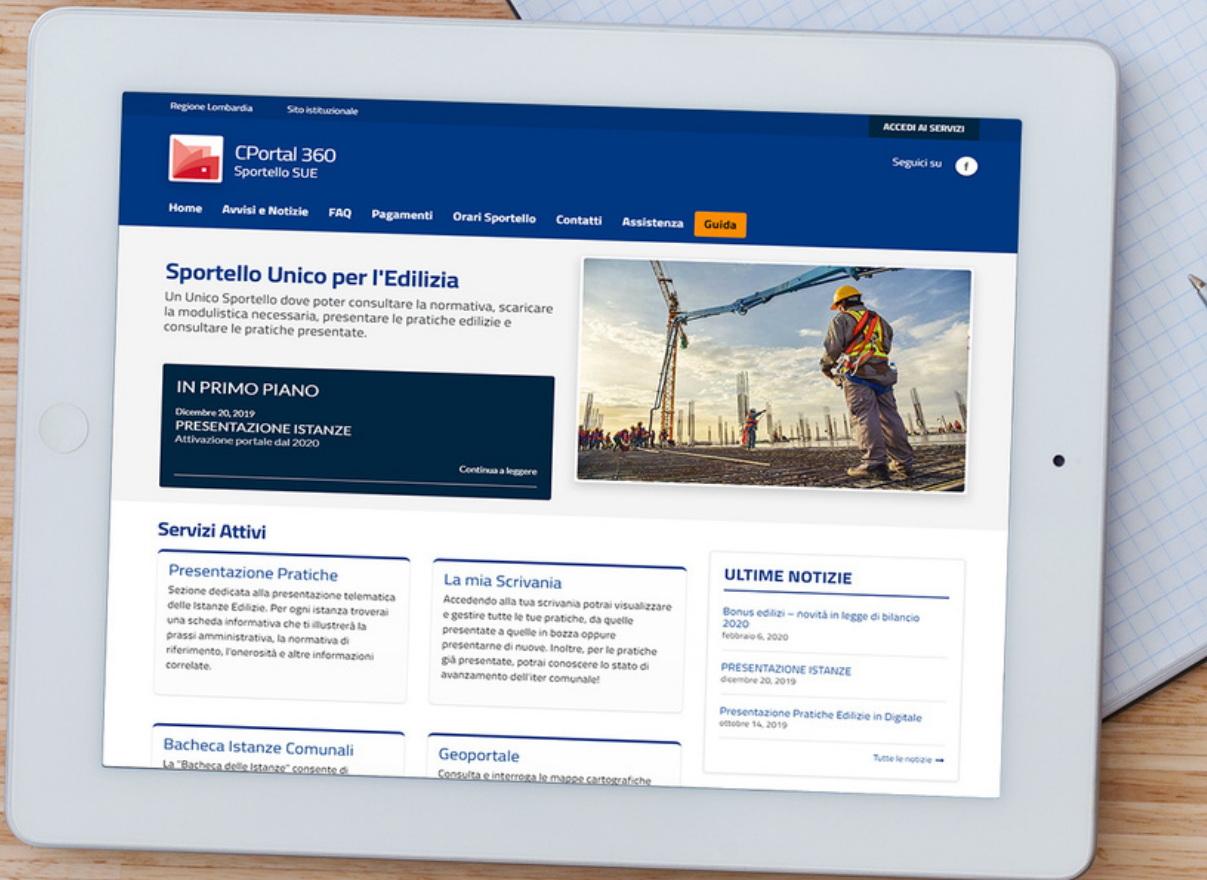 Regione Lombardia
Sito istituzionale
ACCEDI AI SERVIZI
CPortal 360
Sportello SUE
Seguici su
f
Home
Avvisi e Notizie
FAQ
Pagamenti
Orari Sportello
Contatti
Assistenza
Guida
Sportello Unico per l'Edilizia
Un Unico Sportello dove poter consultare la normativa, scaricare
la modulistica necessaria, presentare le pratiche edilizie e
consultare le pratiche presentate.
IN PRIMO PIANO
Dicembre 20, 2019
PRESENTAZIONE ISTANZE
Attivazione portale dal 2020
Continua a leggere
Servizi Attivi
Presentazione Pratiche
Sezione dedicata alla presentazione telematica
delle Istanze Edilizie. Per ogni istanza troverai
una scheda informativa che ti illustrerà la
prassi amministrativa, la normativa di
riferimento, l'onerosità e altre informazioni
correlate.
La mia Scrivania
Accedendo alla tua scrivania potrai visualizzare
e gestire tutte le tue pratiche, da quelle
presentate a quelle in bozza oppure
presentarne di nuove. Inoltre, per le pratiche
già presentate, potrai conoscere lo stato di
avanzamento dell'iter comunale!
ULTIME NOTIZIE
Bonus edilizi – novità in legge di bilancio
2020
febbraio 6, 2020
PRESENTAZIONE ISTANZE
dicembre 20, 2019
Presentazione Pratiche Edilizie in Digitale
ottobre 14, 2019
Tutte le notizie ➡
Bacheca Istanze Comunali
La "Bacheca delle Istanze" consente di
Geoportale
Consulta e interroga le mappe cartografiche